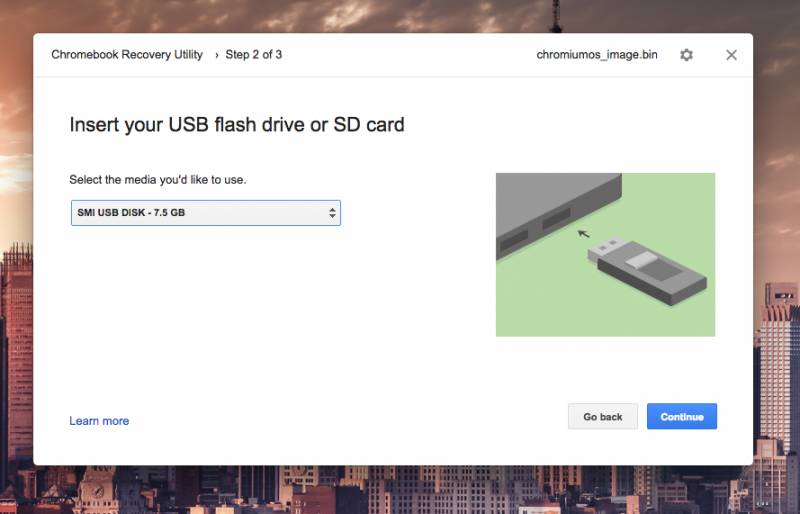 Chromebook Recovery Utility › Step 2 of 3
chromiumos_image.bin
Insert your USB flash drive or SD card
Select the media you'd like to use.
SMI USB DISK - 7.5 GB
Learn more
Go back
Continue